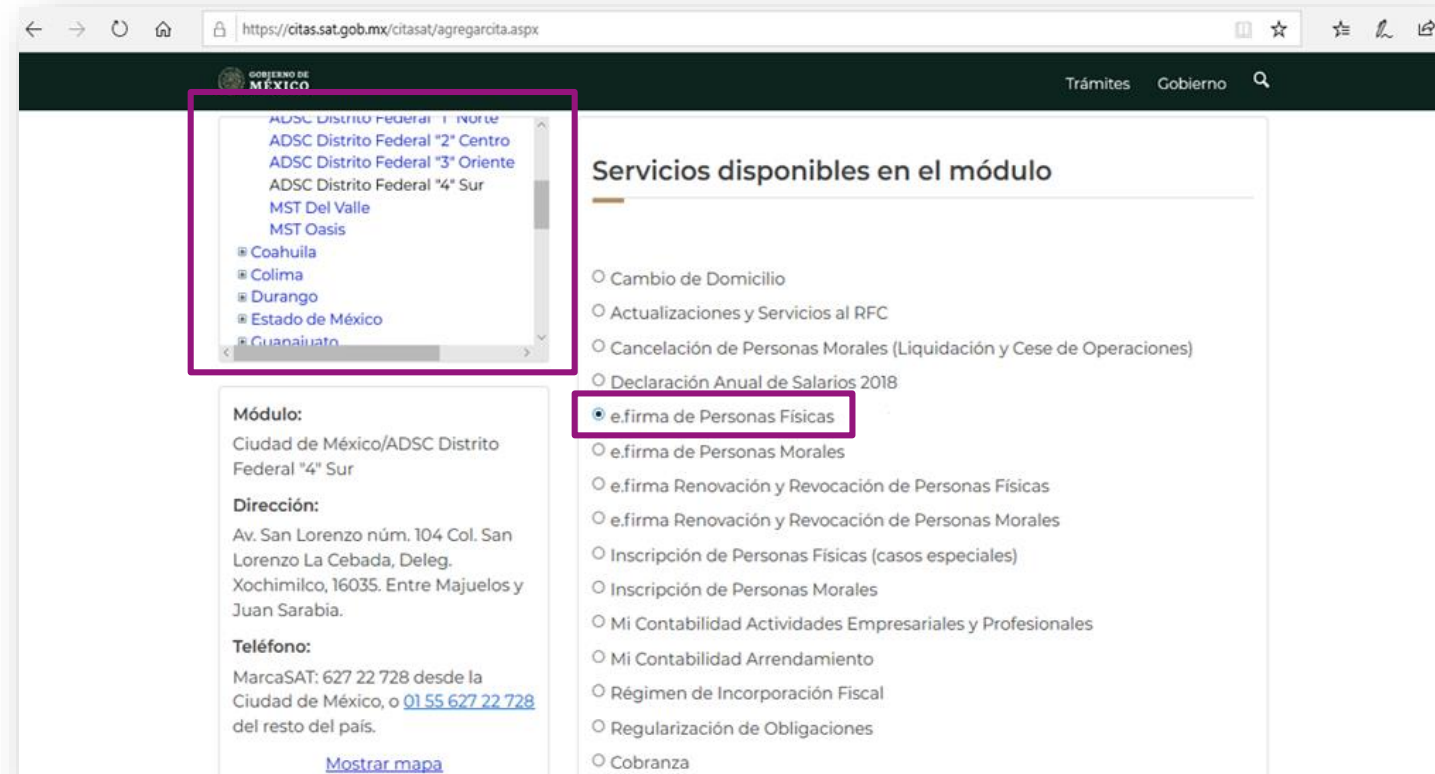 https://citas.sat.gob.mx/citasat/agregarcita.aspx
GOBIERNO DE
MÉXICO
Trámites Gobierno
ADSC Distrito Federal "1" Norte
ADSC Distrito Federal "2" Centro
ADSC Distrito Federal "3" Oriente
ADSC Distrito Federal "4" Sur
MST Del Valle
MST Oasis
Coahuila
Colima
Durango
Estado de México
Guanajuato
Módulo:
Ciudad de México/ADSC Distrito
Federal "4" Sur
Dirección:
Av. San Lorenzo núm. 104 Col. San
Lorenzo La Cebada, Deleg.
Xochimilco, 16035. Entre Majuelos y
Juan Sarabia.
Teléfono:
MarcaSAT: 627 22 728 desde la
Ciudad de México, o 01 55 627 22 728
del resto del país.
Mostrar mapa
Servicios disponibles en el módulo
Cambio de Domicilio
Actualizaciones y Servicios al RFC
Cancelación de Personas Morales (Liquidación y Cese de Operaciones)
Declaración Anual de Salarios 2018
e.firma de Personas Físicas
e.firma de Personas Morales
e.firma Renovación y Revocación de Personas Físicas
e.firma Renovación y Revocación de Personas Morales
Inscripción de Personas Físicas (casos especiales)
Inscripción de Personas Morales
Mi Contabilidad Actividades Empresariales y Profesionales
Mi Contabilidad Arrendamiento
Régimen de Incorporación Fiscal
Regularización de Obligaciones
Cobranza